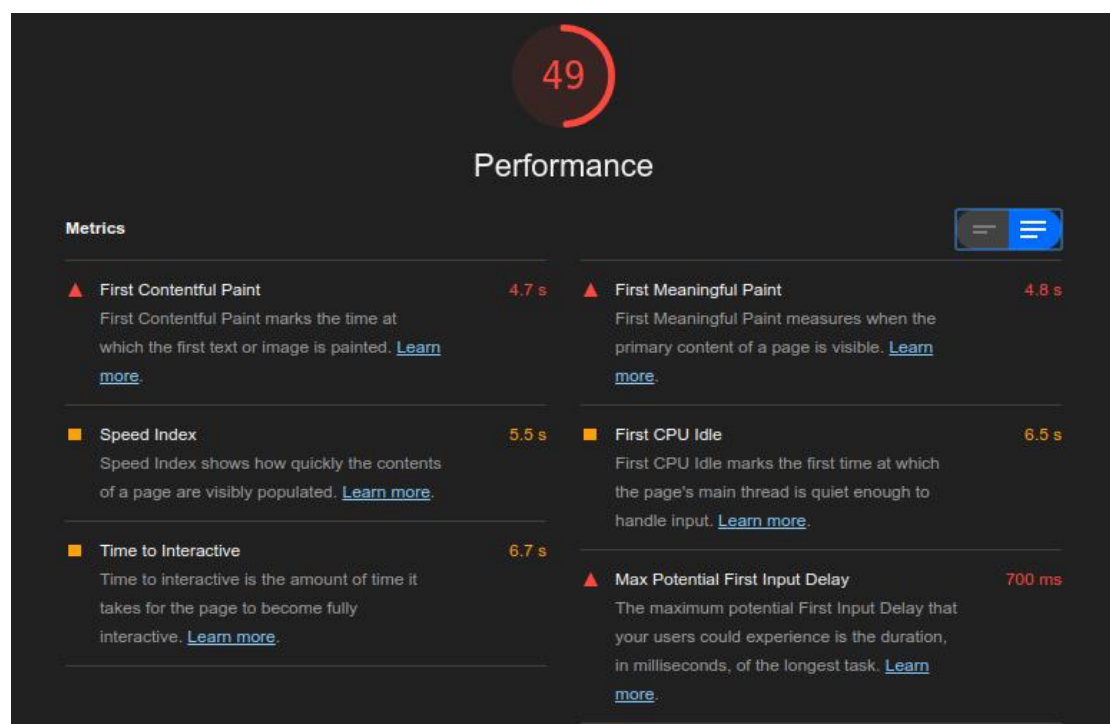 49
Performance
Metrics
First Contentful Paint 4.7 s
First Contentful Paint marks the time at
which the first text or image is painted. Learn
more.
First Meaningful Paint 4.8 s
First Meaningful Paint measures when the
primary content of a page is visible. Learn
more.
Speed Index 5.5 s
Speed Index shows how quickly the contents
of a page are visibly populated. Learn more.
First CPU Idle 6.5 s
First CPU Idle marks the first time at which
the page's main thread is quiet enough to
handle input. Learn more.
Time to Interactive 6.7 s
Time to interactive is the amount of time it
takes for the page to become fully
interactive. Learn more.
Max Potential First Input Delay 700 ms
The maximum potential First Input Delay that
your users could experience is the duration,
in milliseconds, of the longest task. Learn
more.